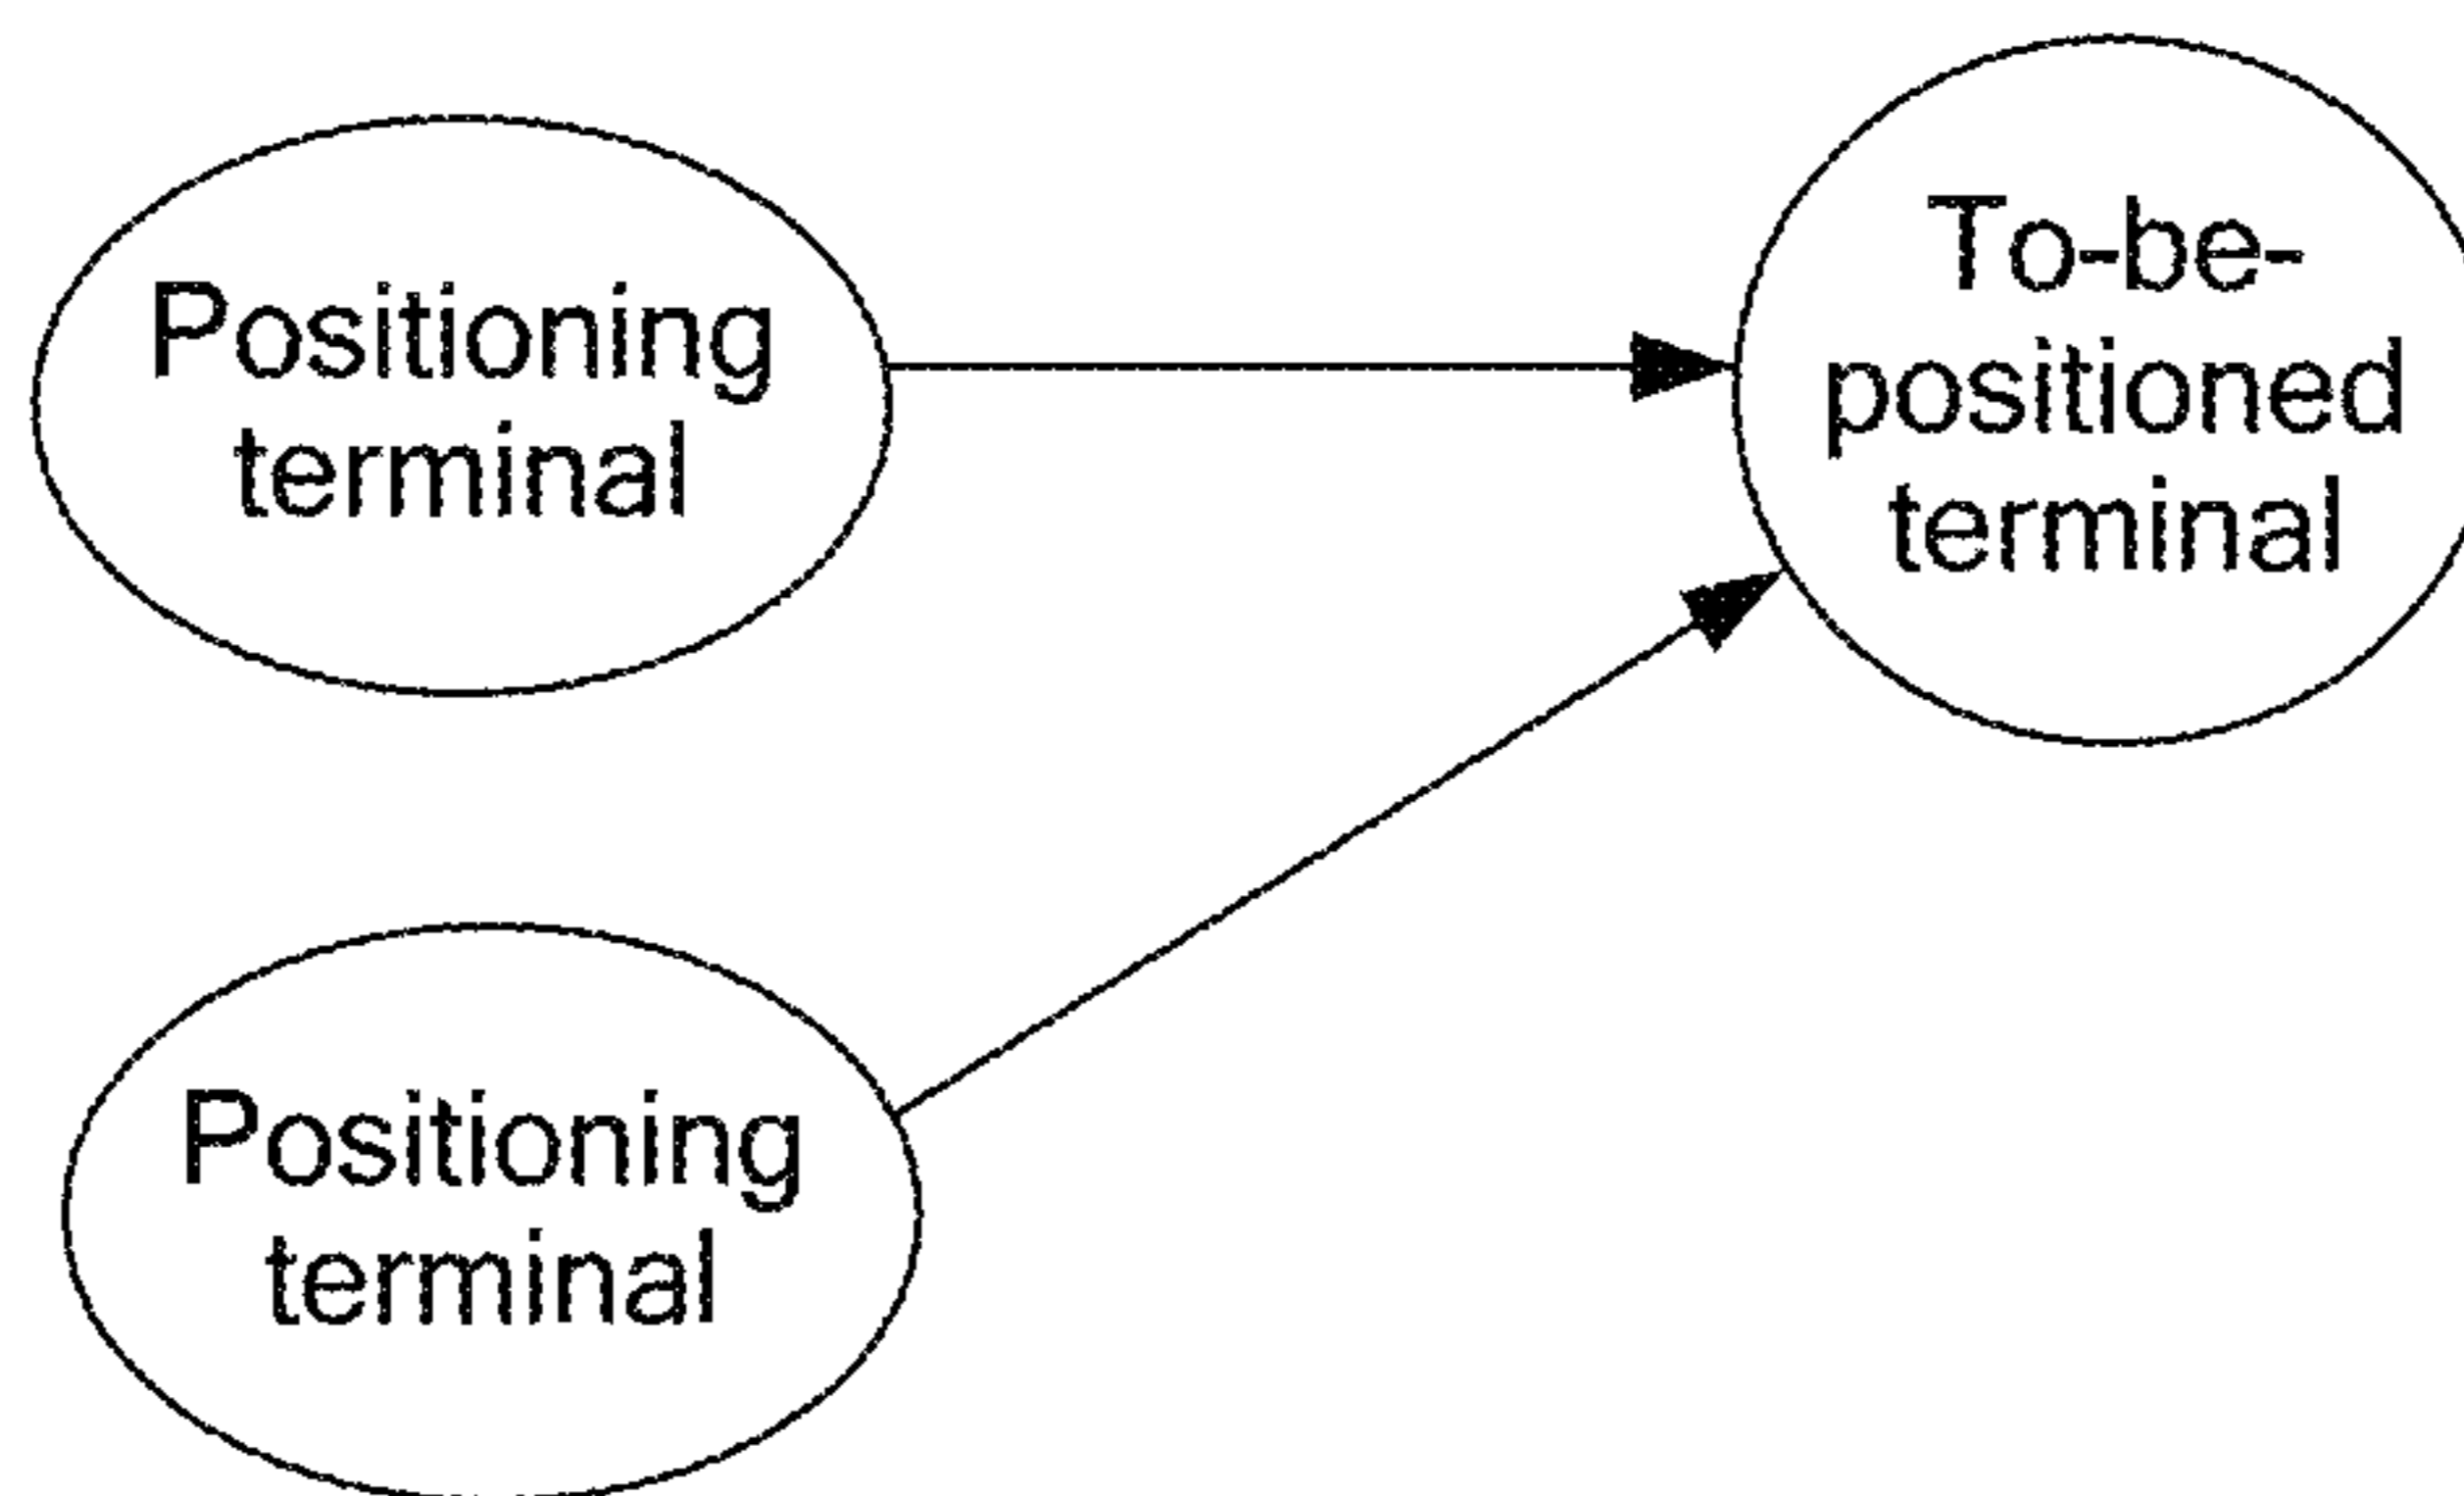 Positioning
terminal
To-be-
positioned
terminal
Positioning
terminal